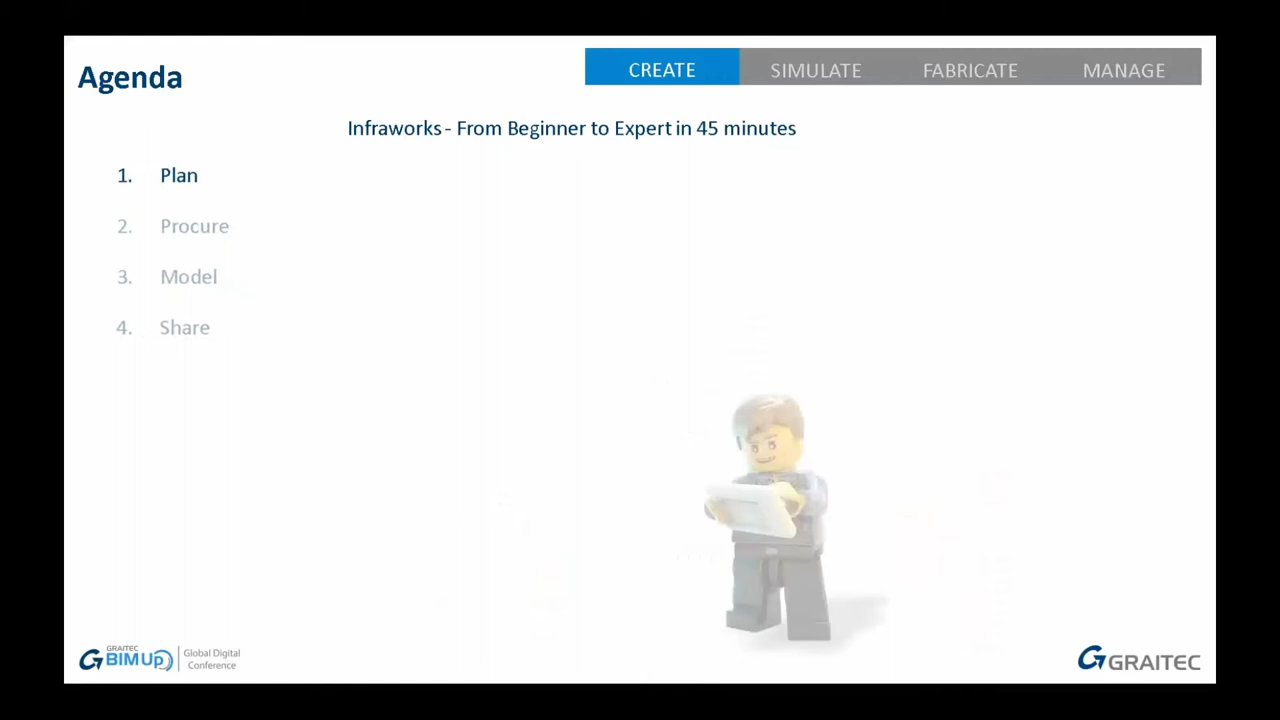 Agenda
CREATE SIMULATE FABRICATE MANAGE
Infraworks - From Beginner to Expert in 45 minutes
1. Plan
2. Procure
3. Model
4. Share
GRAITEC
BIMUp
Global Digital
Conference
GRAITEC